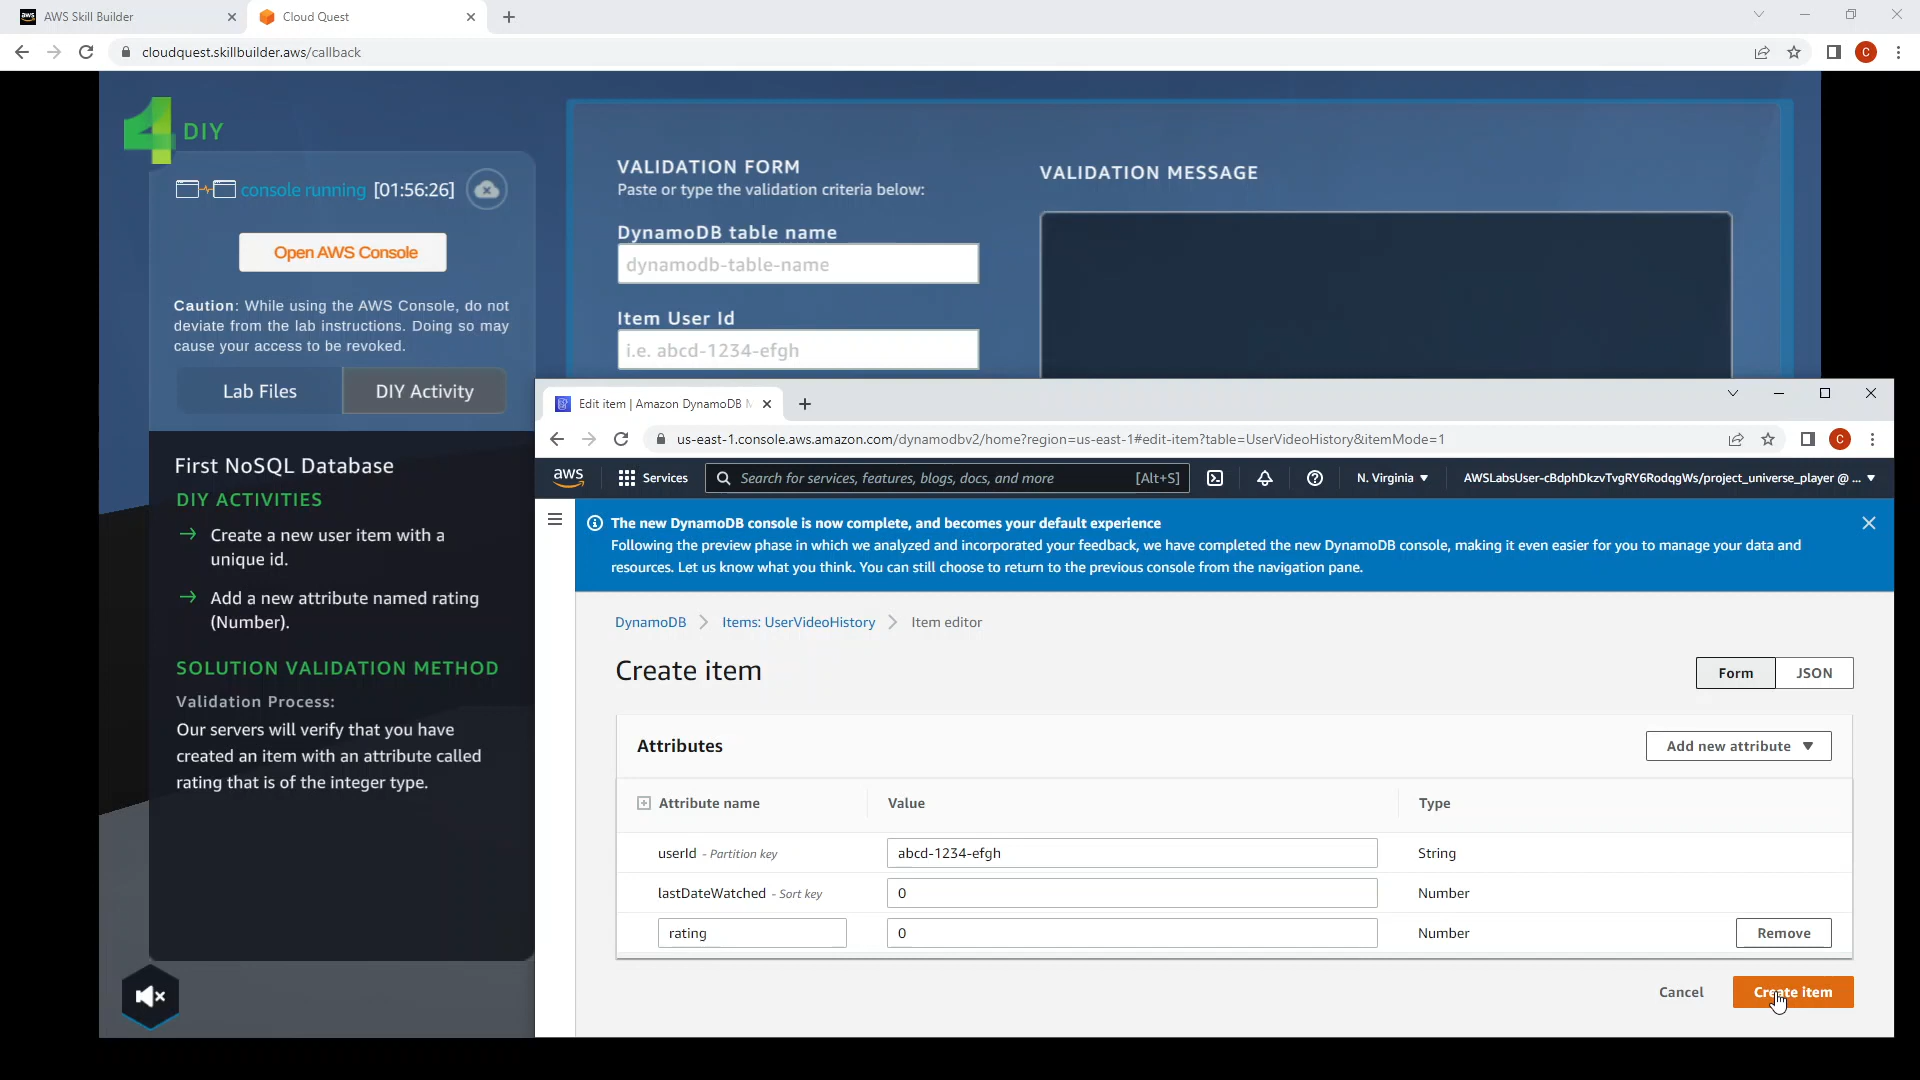 AWS Skill Builder
Cloud Quest
cloudquest.skillbuilder.aws/callback
C
4 DIY
console running [01:56:26]
Open AWS Console
Caution: While using the AWS Console, do not
deviate from the lab instructions. Doing so may
cause your access to be revoked.
Lab Files
DIY Activity
First NoSQL Database
DIY ACTIVITIES
Create a new user item with a
unique id.
Add a new attribute named rating
(Number).
SOLUTION VALIDATION METHOD
Validation Process:
Our servers will verify that you have
created an item with an attribute called
rating that is of the integer type.
VALIDATION FORM
Paste or type the validation criteria below:
DynamoDB table name
dynamodb-table-name
Item User Id
i.e. abcd-1234-efgh
VALIDATION MESSAGE
Edit item | Amazon DynamoDB
us-east-1.console.aws.amazon.com/dynamodbv2/home?region=us-east-1#edit-item?table=UserVideoHistory&itemMode=1
C
aws
Services
Search for services, features, blogs, docs, and more [Alt+S]
N. Virginia
AWSLabsUser-cBdphDkzvTvgRY6RodqgWs/project_universe_player @ ...
The new DynamoDB console is now complete, and becomes your default experience
Following the preview phase in which we analyzed and incorporated your feedback, we have completed the new DynamoDB console, making it even easier for you to manage your data and
resources. Let us know what you think. You can still choose to return to the previous console from the navigation pane.
DynamoDB
Items: UserVideoHistory
Item editor
Create item
Form
JSON
Attributes
Add new attribute
Attribute name
Value
Type
userId - Partition key
abcd-1234-efgh
String
lastDateWatched - Sort key
0
Number
rating
0
Number
Remove
Cancel
Create item